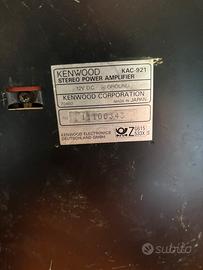 KENWOOD KAC-921
STEREO POWER AMPLIFIER
12V DC ⊖ GROUND
KENWOOD CORPORATION
MADE IN JAPAN
11100343
KENWOOD ELECTRONICS
DEUTSCHLAND GMBH
Z
subito